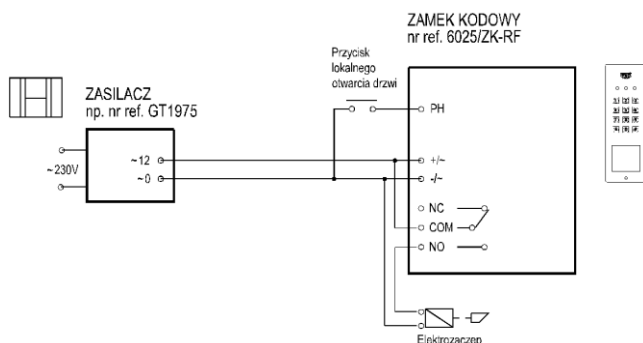 ZAMEK KODOWY
nr ref. 6025/ZK-RF
Przycisk
lokalnego
otwarcia drzwi
ZASILACZ
np. nr ref. GT1975
PH
~12
+/~
~230V
~0
-/~
NC
COM
NO
Elektrozaczep